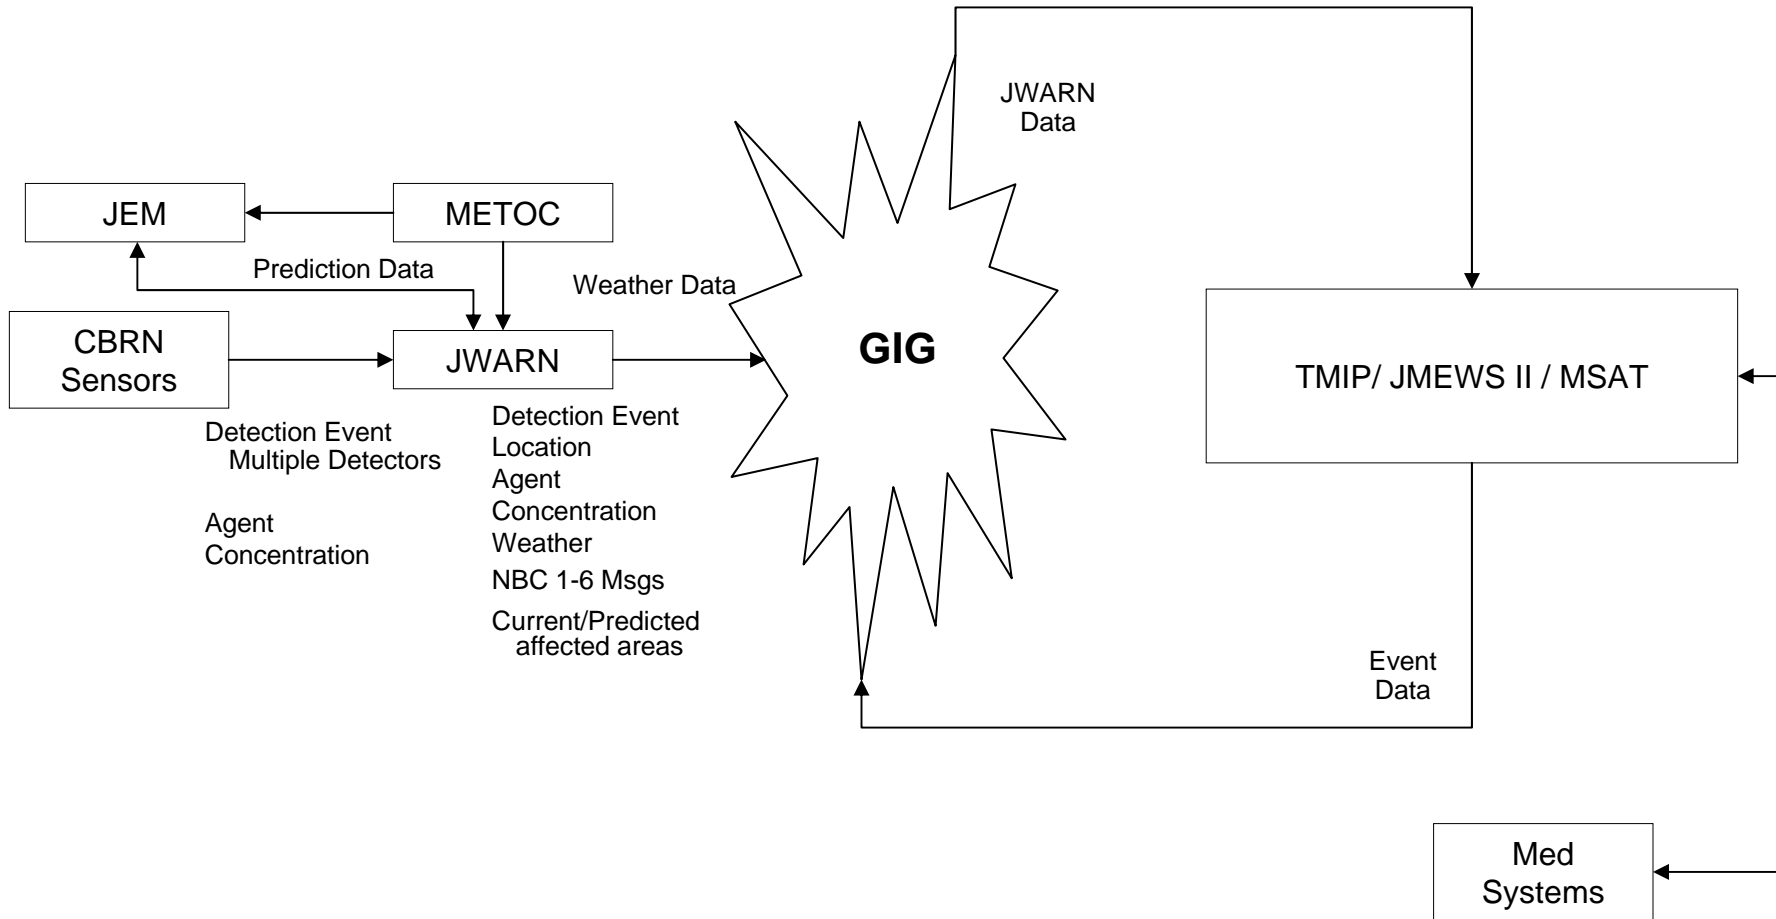 JWARN
Data
JEM
METOC
Prediction Data
Weather Data
CBRN
Sensors
JWARN
GIG
TMIP/ JMEWS II / MSAT
Detection Event
Multiple Detectors
Agent
Concentration
Detection Event
Location
Agent
Concentration
Weather
NBC 1-6 Msgs
Current/Predicted
affected areas
Event
Data
Med
Systems